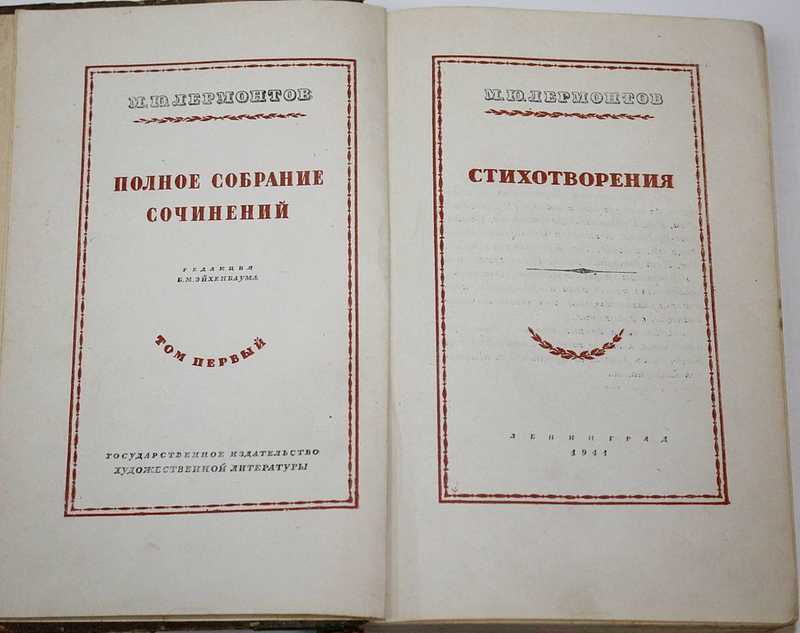 М.Ю.ЛЕРМОНТОВ
ПОЛНОЕ СОБРАНИЕ
СОЧИНЕНИЙ
РЕДАКЦИЯ
Б.М.ЭЙХЕНБАУМА
ТОМ ПЕРВЫЙ
ГОСУДАРСТВЕННОЕ ИЗДАТЕЛЬСТВО
ХУДОЖЕСТВЕННОЙ ЛИТЕРАТУРЫ
М.Ю.ЛЕРМОНТОВ
СТИХОТВОРЕНИЯ
ЛЕНИНГРАД
1941